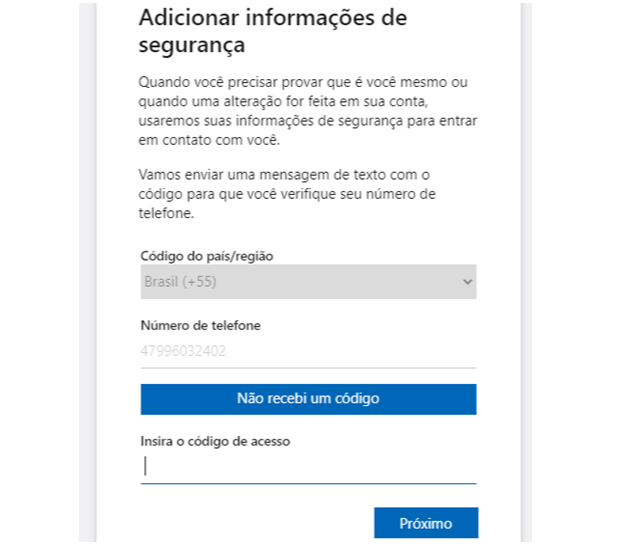 Adicionar informações de
segurança
Quando você precisar provar que é você mesmo ou
quando uma alteração for feita em sua conta,
usaremos suas informações de segurança para entrar
em contato com você.
Vamos enviar uma mensagem de texto com o
código para que você verifique seu número de
telefone.
Código do país/região
Brasil (+55)
Número de telefone
47996032402
Não recebi um código
Insira o código de acesso
Próximo